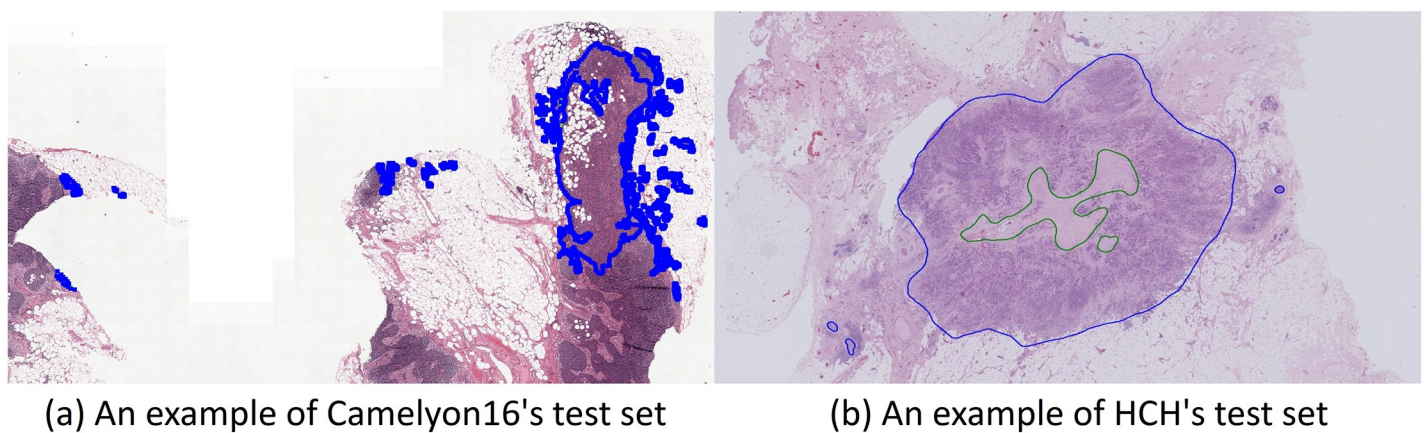 (a) An example of Camelyon16's test set
(b) An example of HCH's test set